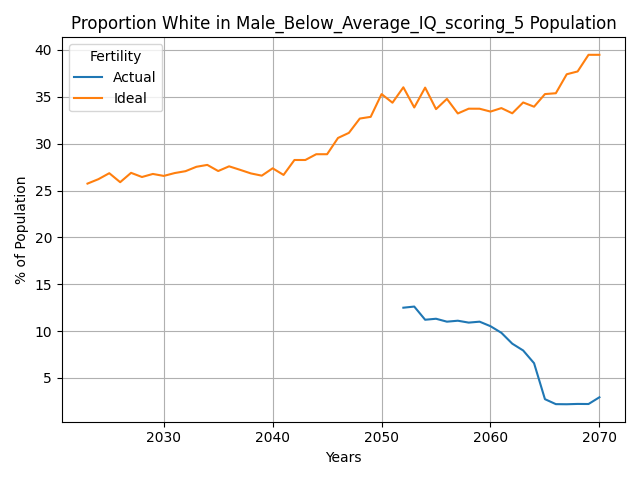 Proportion White in Male_Below_Average_IQ_scoring_5 Population
Fertility
Actual
Ideal
% of Population
40
35
30
25
20
15
10
5
2030
2040
2050
2060
2070
Years